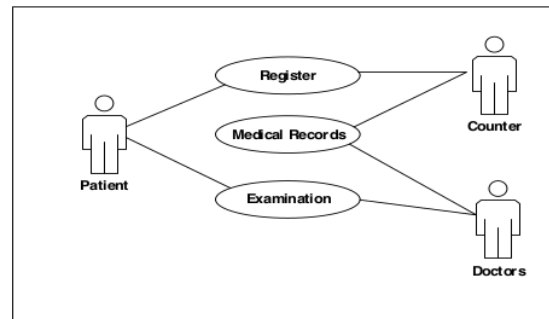 Register
Counter
Medical Records
Patient
Examination
Doctors